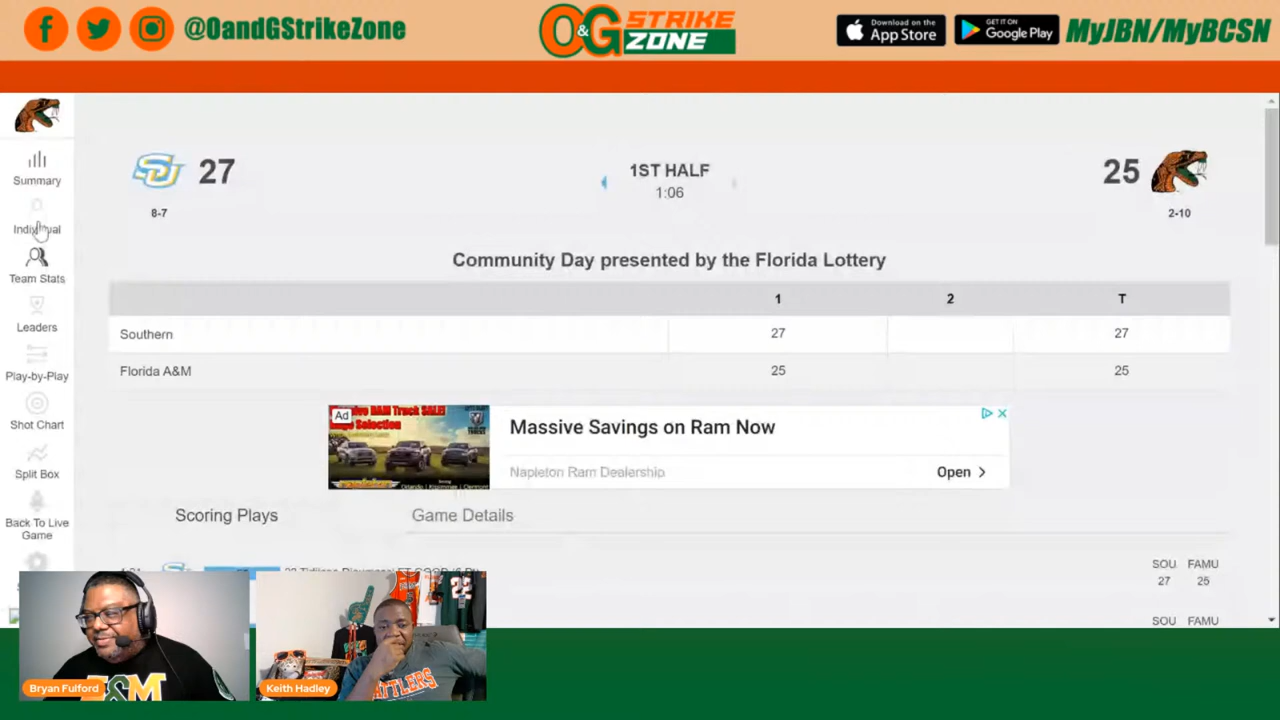 @OandGStrikeZone
O&G STRIKE ZONE
Download on the App Store
GET IT ON Google Play
MyJBN/MyBCSN
Summary
Individual
Team Stats
Leaders
Play-by-Play
Shot Chart
Split Box
Back To Live
Game
SU 27
8-7
1ST HALF
1:06
25
2-10
Community Day presented by the Florida Lottery
1 2 T
Southern 27 27
Florida A&M 25 25
Ad
Massive Savings on Ram Now
Napleton Ram Dealership
Open
Scoring Plays
Game Details
SOU FAMU
27 25
SOU FAMU
Bryan Fulford
Keith Hadley